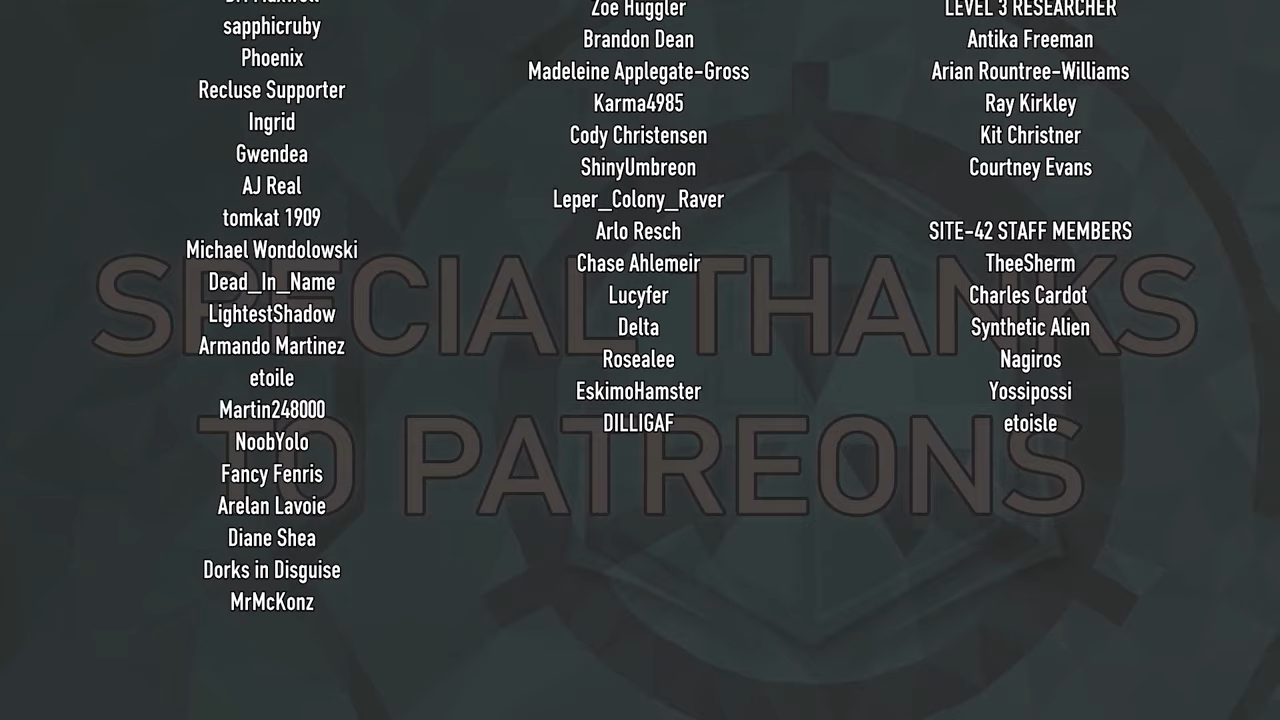 sapphicruby
Phoenix
Recluse Supporter
Ingrid
Gwendea
AJ Real
tomkat 1909
Michael Wondolowski
Dead_In_Name
LightestShadow
Armando Martinez
etoile
Martin248000
NoobYolo
Fancy Fenris
Arelan Lavoie
Diane Shea
Dorks in Disguise
MrMcKonz
Zoe Huggler
Brandon Dean
Madeleine Applegate-Gross
Karma4985
Cody Christensen
ShinyUmbreon
Leper_Colony_Raver
Arlo Resch
Chase Ahlemeir
Lucyfer
Delta
Rosealee
EskimoHamster
DILLIGAF
LEVEL 3 RESEARCHER
Antika Freeman
Arian Rountree-Williams
Ray Kirkley
Kit Christner
Courtney Evans
SITE-42 STAFF MEMBERS
TheeSherm
Charles Cardot
Synthetic Alien
Nagiros
Yossipossi
etoisle
SPECIAL THANKS
TO PATREONS